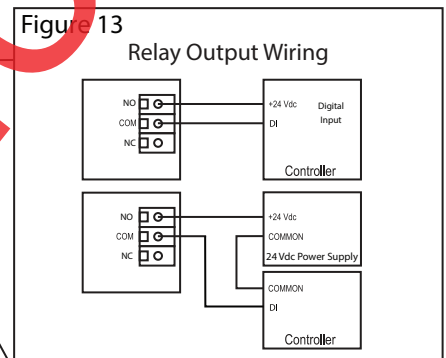 Figure 13
Relay Output Wiring
NO
COM
NC
+24 Vdc
DI
Digital
Input
Controller
NO
COM
NC
+24 Vdc
COMMON
24 Vdc Power Supply
COMMON
DI
Controller